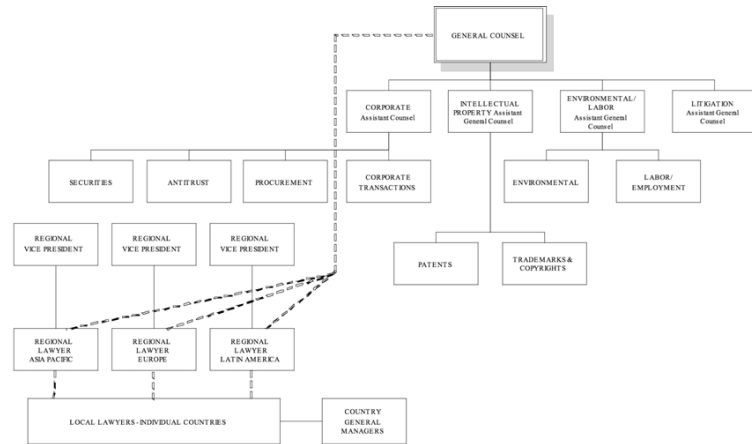 GENERAL COUNSEL
CORPORATE
Assistant Counsel
INTELLECTUAL
PROPERTY Assistant
General Counsel
ENVIRONMENTAL/
LABOR
Assistant General
Counsel
LITIGATION
Assistant General
Counsel
SECURITIES
ANTITRUST
PROCUREMENT
CORPORATE
TRANSACTIONS
ENVIRONMENTAL
LABOR/
EMPLOYMENT
REGIONAL
VICE PRESIDENT
REGIONAL
VICE PRESIDENT
REGIONAL
VICE PRESIDENT
PATENTS
TRADEMARKS &
COPYRIGHTS
REGIONAL
LAWYER
ASIA PACIFIC
REGIONAL
LAWYER
EUROPE
REGIONAL
LAWYER
LATIN AMERICA
LOCAL LAWYERS - INDIVIDUAL COUNTRIES
COUNTRY
GENERAL
MANAGERS